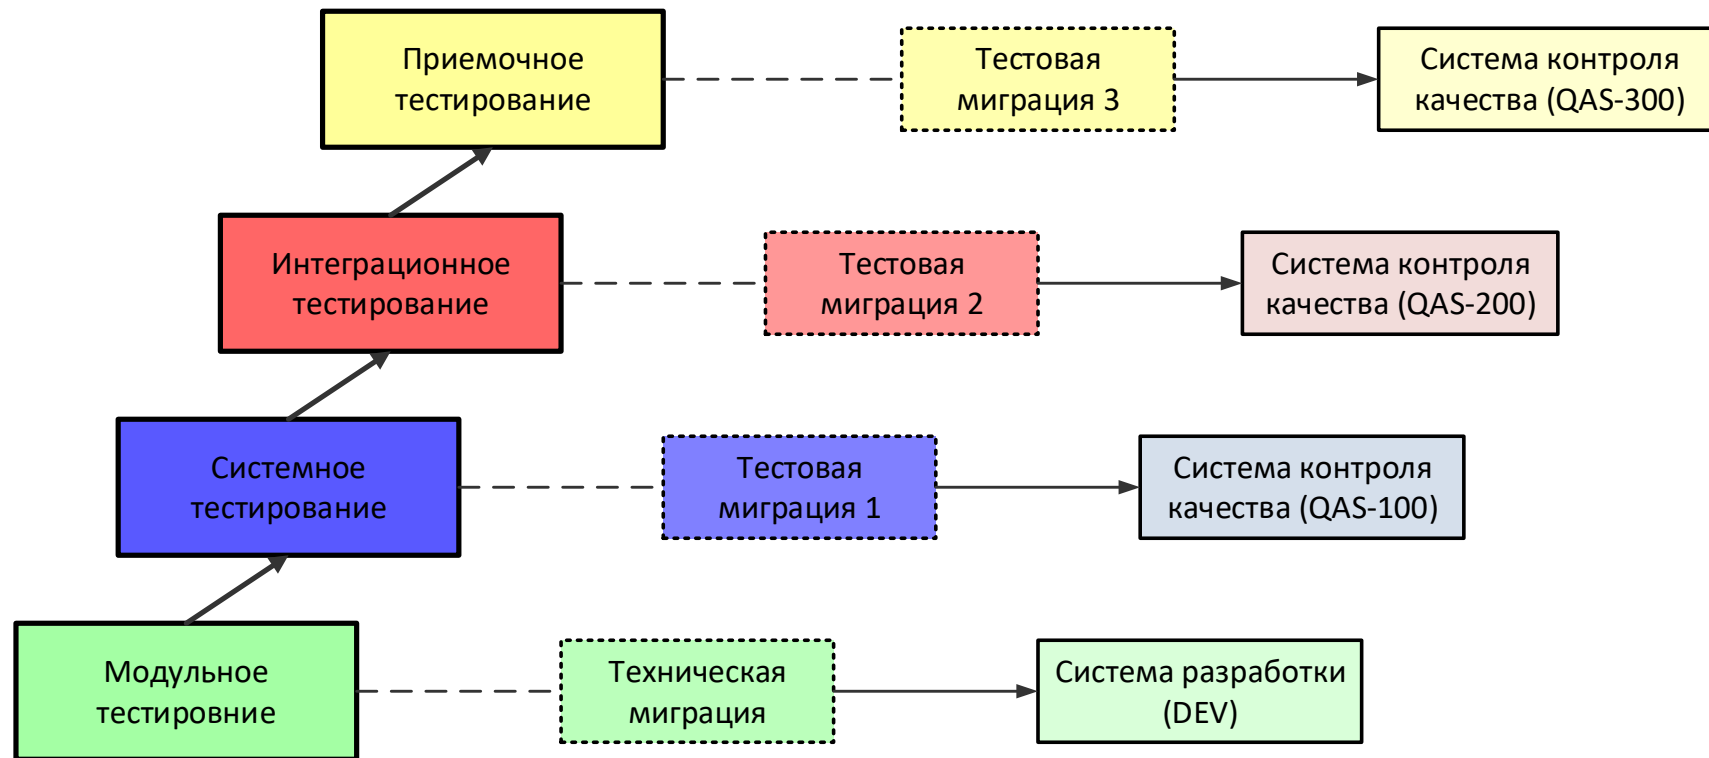 Приемочное
тестирование
Тестовая
миграция 3
Система контроля
качества (QAS-300)
Интеграционное
тестирование
Тестовая
миграция 2
Система контроля
качества (QAS-200)
Системное
тестирование
Тестовая
миграция 1
Система контроля
качества (QAS-100)
Модульное
тестировние
Техническая
миграция
Система разработки
(DEV)